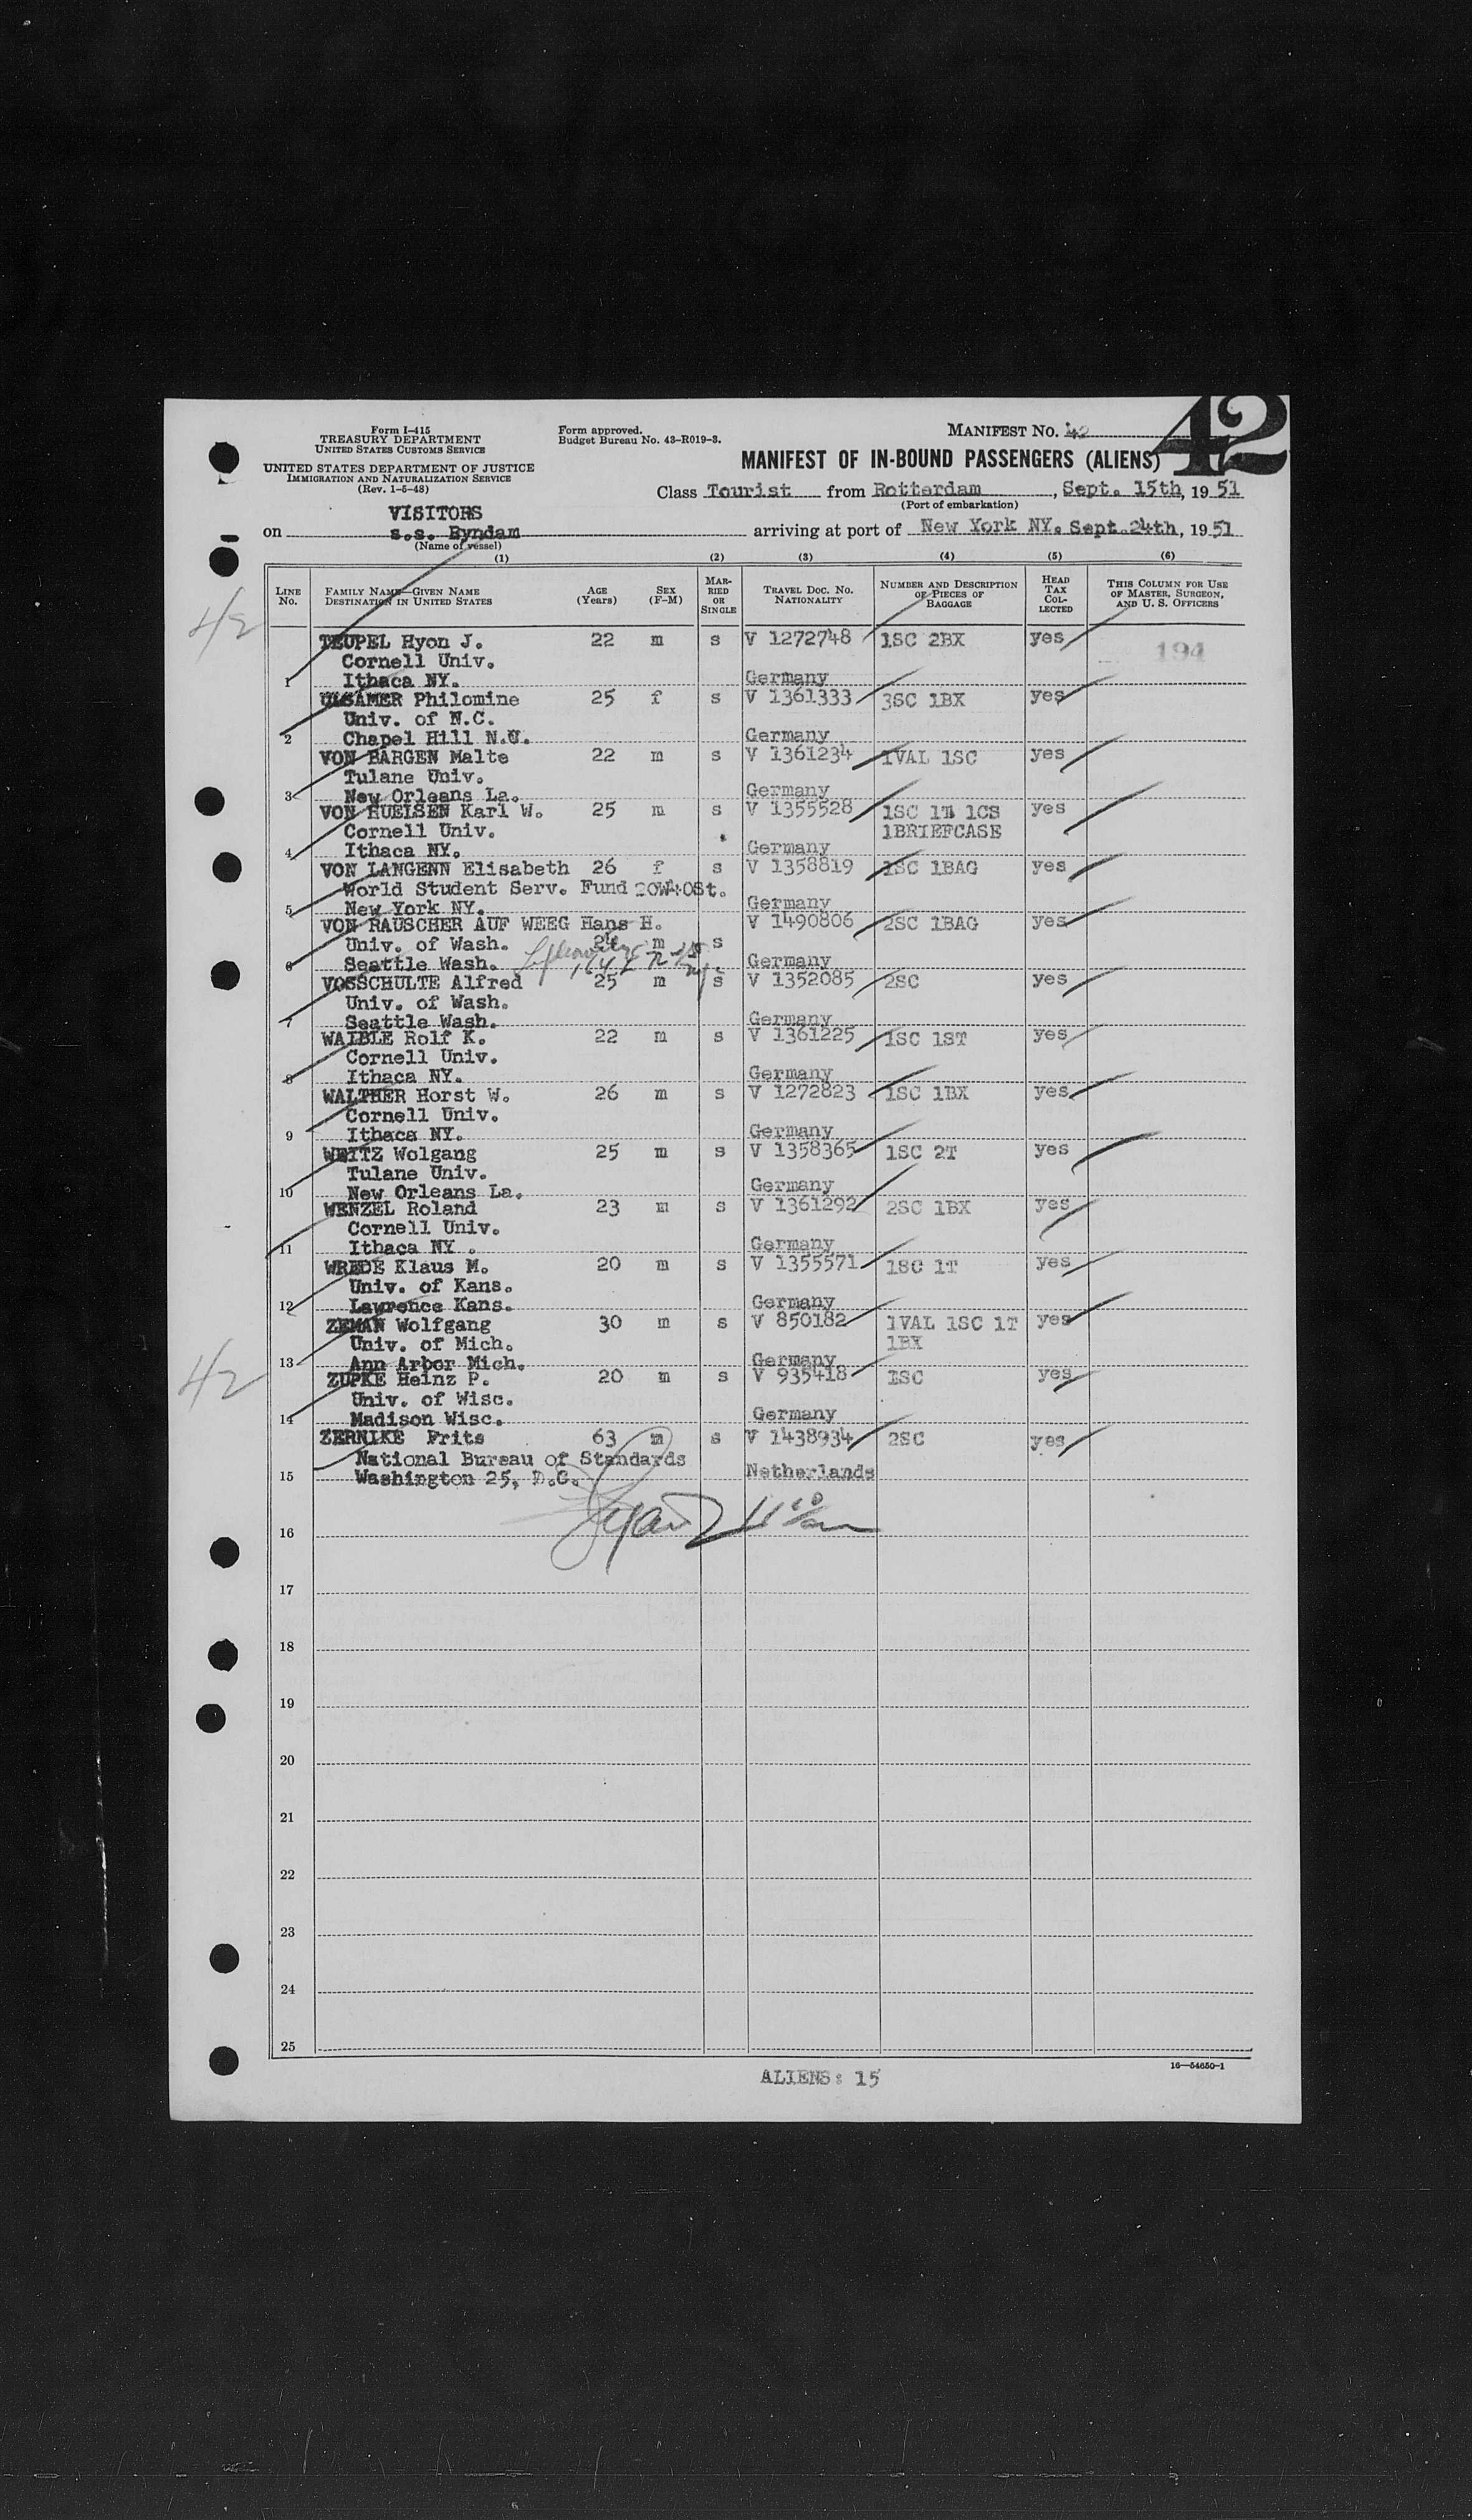 Form I-415
TREASURY DEPARTMENT
UNITED STATES CUSTOMS SERVICE
UNITED STATES DEPARTMENT OF JUSTICE
IMMIGRATION AND NATURALIZATION SERVICE
(Rev. 1-5-48)
Form approved.
Budget Bureau No. 43-R019-3.
MANIFEST NO. 42
42
MANIFEST OF IN-BOUND PASSENGERS (ALIENS)
Class Tourist from Rotterdam, Sept. 15th, 1951
(Port of embarkation)
VISITORS
on s.s. Ryndam arriving at port of New York NY. Sept. 24th, 1951
(Name of vessel)
(1) (2) (3) (4) (5) (6)
LINE No. FAMILY NAME—GIVEN NAME DESTINATION IN UNITED STATES AGE (Years) SEX (F-M) MARRIED OR SINGLE TRAVEL DOC. NO. NATIONALITY NUMBER AND DESCRIPTION OF PIECES OF BAGGAGE HEAD TAX COLLECTED THIS COLUMN FOR USE OF MASTER, SURGEON, AND U. S. OFFICERS
42
TEUPEL Hyon J. 22 m s V 1272748 1SC 2BX yes 194
Cornell Univ.
1 Ithaca NY. Germany
ULSAMER Philomine 25 f s V 1361333 3SC 1BX yes
Univ. of N.C.
2 Chapel Hill N.C. Germany
VON BARGEN Malte 22 m s V 1361234 1VAL 1SC yes
Tulane Univ.
3 New Orleans La. Germany
VON HUELSEN Karl W. 25 m s V 1355528 1SC 1T 1CS yes
Cornell Univ. 1BRIEFCASE
4 Ithaca NY. Germany
VON LANGENN Elisabeth 26 f s V 1358819 1SC 1BAG yes
World Student Serv. Fund 20W40St.
5 New York NY. Germany
VON RAUSCHER AUF WEEG Hans H. V 1490806 2SC 1BAG yes
Univ. of Wash. 24 m s
6 Seattle Wash. Germany
VOSSCHULTE Alfred 25 m s V 1352085 2SC yes
Univ. of Wash.
7 Seattle Wash. Germany
WAIBLE Rolf K. 22 m s V 1361225 1SC 1ST yes
Cornell Univ.
8 Ithaca NY. Germany
WALTHER Horst W. 26 m s V 1272823 1SC 1BX yes
Cornell Univ.
9 Ithaca NY. Germany
WEITZ Wolgang 25 m s V 1358365 1SC 2T yes
Tulane Univ.
10 New Orleans La. Germany
WENZEL Roland 23 m s V 1361292 2SC 1BX yes
Cornell Univ.
11 Ithaca NY . Germany
WREDE Klaus M. 20 m s V 1355571 1SC 1T yes
Univ. of Kans.
12 Lawrence Kans. Germany
ZEMAN Wolfgang 30 m s V 850182 1VAL 1SC 1T yes
Univ. of Mich. 1BX
13 Ann Arbor Mich. Germany
42
ZUPKE Heinz P. 20 m s V 935418 1SC yes
Univ. of Wisc.
14 Madison Wisc. Germany
ZERNIKE Frits 63 m s V 1438934 2SC yes
National Bureau of Standards
15 Washington 25, D.C. Netherlands
16
17
18
19
20
21
22
23
24
25
16—54650-1
ALIENS: 15